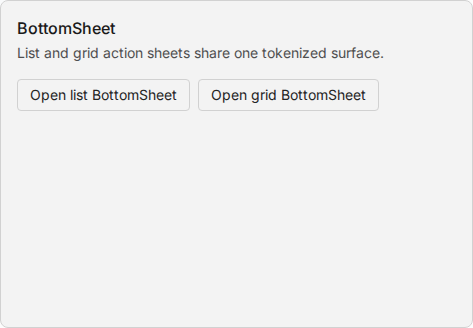 BottomSheet
List and grid action sheets share one tokenized surface.
Open list BottomSheet
Open grid BottomSheet